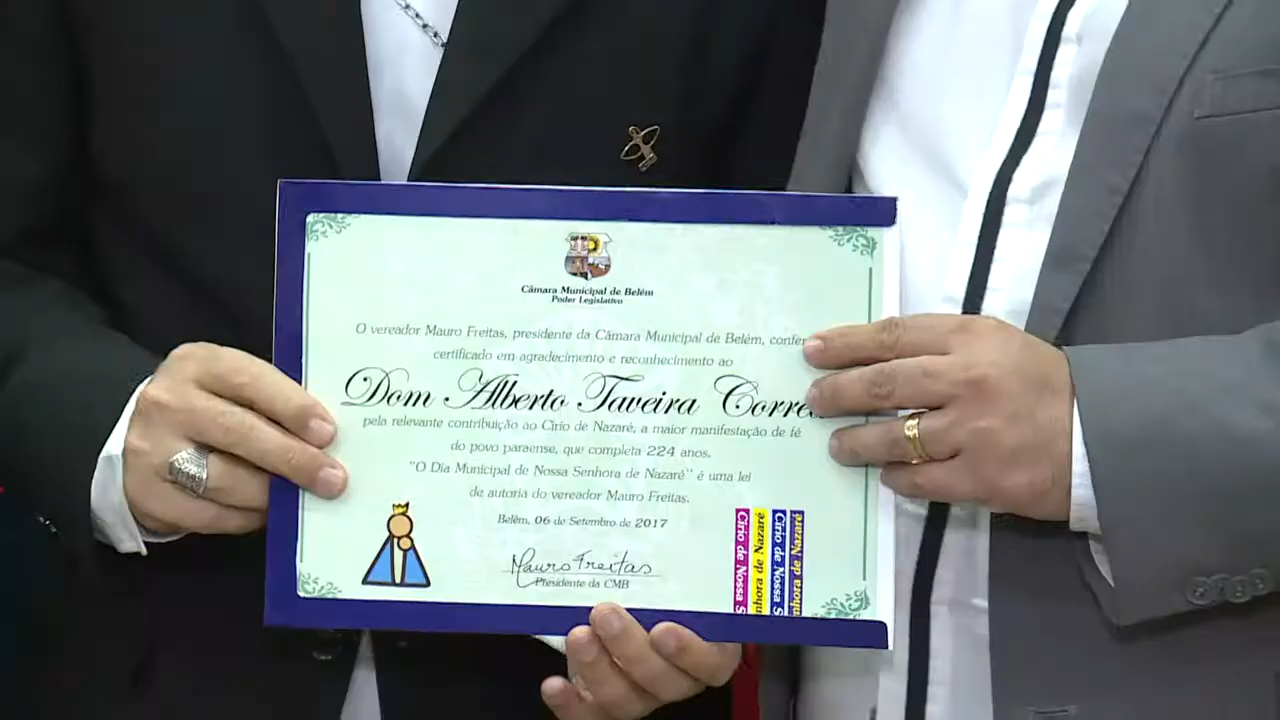 Câmara Municipal de Belém
Poder Legislativo
O vereador Mauro Freitas, presidente da Câmara Municipal de Belém,
certificado em agradecimento e reconhecimento ao
Dom Alberto Taveira
pela relevante contribuição ao Círio de Nazaré, a maior manifestação de fé
do povo paraense, que completa 224 anos.
"O Dia Municipal de Nossa Senhora de Nazaré" é uma lei
de autoria do vereador Mauro Freitas.
Belém, 06 de Setembro de 2017
Mauro Freitas
Presidente da CMB
Círio de Nossa S
nhora de Nazaré
Círio de Nossa S
nhora de Nazaré